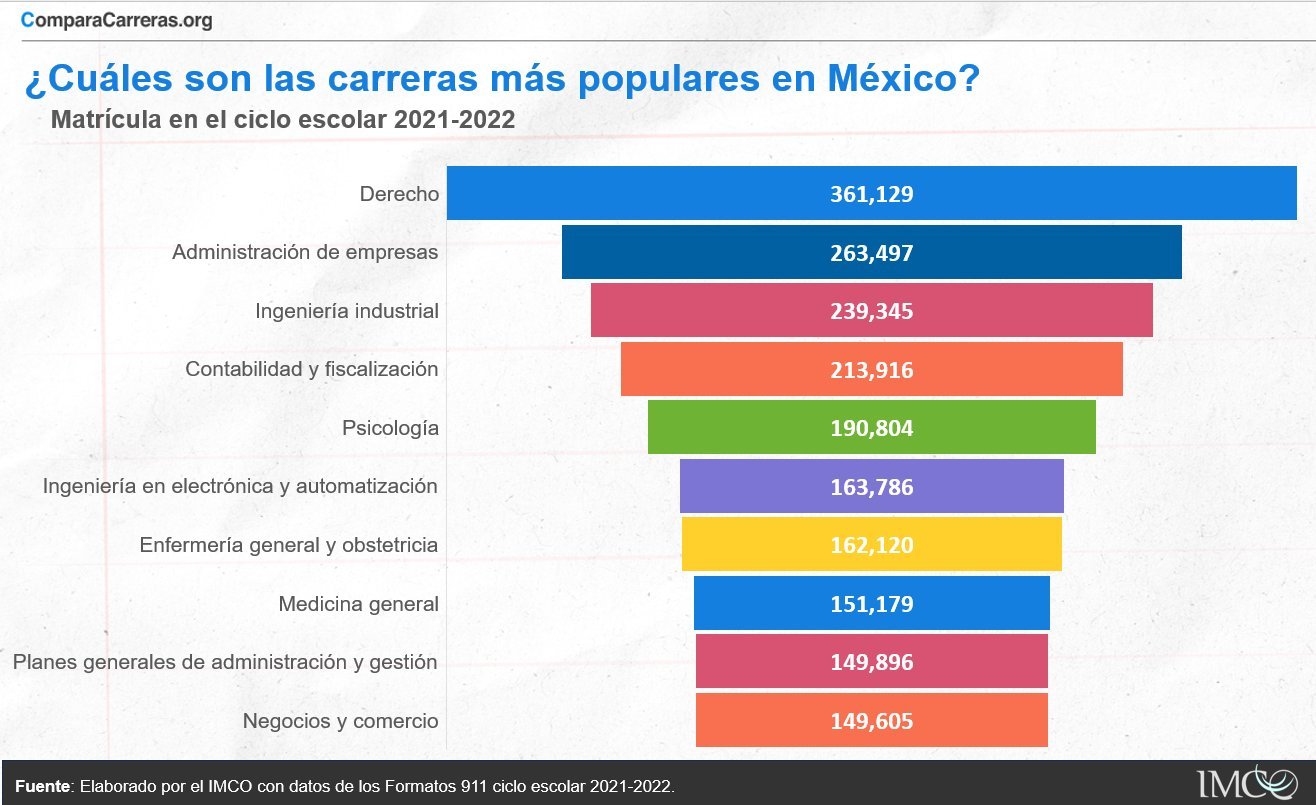 ComparaCarreras.org
¿Cuáles son las carreras más populares en México?
Matrícula en el ciclo escolar 2021-2022
Derecho 361,129
Administración de empresas 263,497
Ingeniería industrial 239,345
Contabilidad y fiscalización 213,916
Psicología 190,804
Ingeniería en electrónica y automatización 163,786
Enfermería general y obstetricia 162,120
Medicina general 151,179
Planes generales de administración y gestión 149,896
Negocios y comercio 149,605
Fuente: Elaborado por el IMCO con datos de los Formatos 911 ciclo escolar 2021-2022.
IMCO